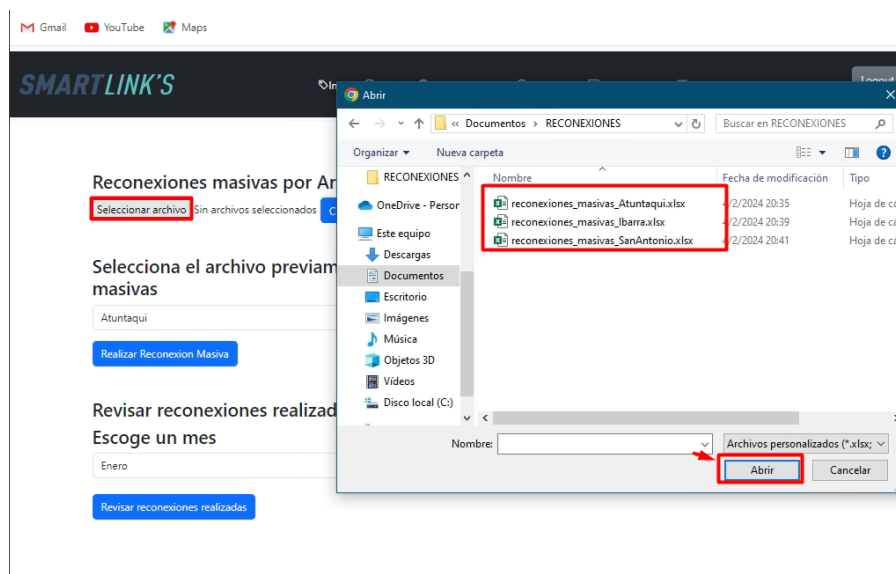 Gmail YouTube Maps
SMARTLINK'S
Logout
Abrir
« Documentos > RECONEXIONES
Buscar en RECONEXIONES
Organizar Nueva carpeta
RECONEXIONES
OneDrive - Person
Este equipo
Descargas
Documentos
Escritorio
Imágenes
Música
Objetos 3D
Vídeos
Disco local (C:)
Nombre Fecha de modificación Tipo
reconexiones_masivas_Atuntaqui.xlsx 4/2/2024 20:35 Hoja de cá
reconexiones_masivas_Ibarra.xlsx 4/2/2024 20:39 Hoja de cá
reconexiones_masivas_SanAntonio.xlsx 4/2/2024 20:41 Hoja de cá
Nombre:
Archivos personalizados (*.xlsx;
Abrir Cancelar
Reconexiones masivas por Ar
Seleccionar archivo Sin archivos seleccionados C
Selecciona el archivo previam
masivas
Atuntaqui
Realizar Reconexion Masiva
Revisar reconexiones realizad
Escoge un mes
Enero
Revisar reconexiones realizadas